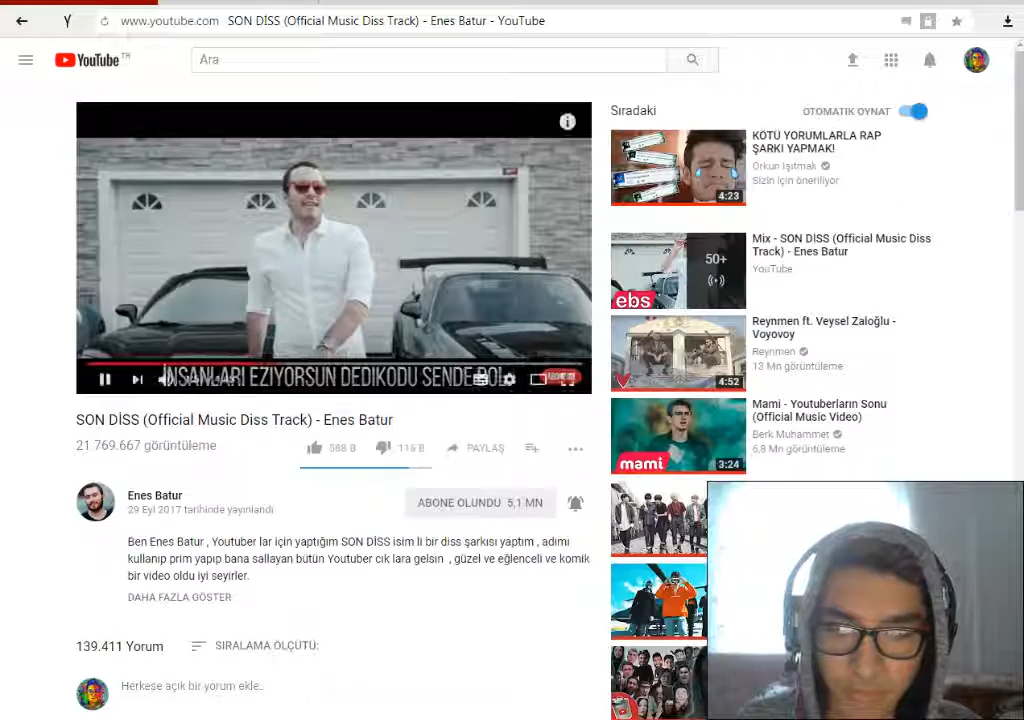 www.youtube.com SON DİSS (Official Music Diss Track) - Enes Batur - YouTube
YouTube TR
Ara
İNSANLARI EZİYORSUN DEDİKODU SENDE
SON DİSS (Official Music Diss Track) - Enes Batur
21 769.667 görüntüleme
588 B
116 B
PAYLAŞ
Enes Batur
29 Eyl 2017 tarihinde yayınlandı
ABONE OLUNDU 5,1 MN
Ben Enes Batur , Youtuber lar için yaptığım SON DİSS isim li bir diss şarkısı yaptım , adımı
kullanıp prim yapıp bana sallayan bütün Youtuber cık lara gelsin , güzel ve eğlenceli ve komik
bir video oldu iyi seyirler.
DAHA FAZLA GÖSTER
139.411 Yorum
SIRALAMA ÖLÇÜTÜ:
Herkese açık bir yorum ekle..
Sıradaki
OTOMATİK OYNAT
4:23
KÖTÜ YORUMLARLA RAP
ŞARKI YAPMAK!
Orkun Işıtmak
Sizin için öneriliyor
50+
ebs
Mix - SON DİSS (Official Music Diss
Track) - Enes Batur
YouTube
4:52
Reynmen ft. Veysel Zaloğlu -
Voyovoy
Reynmen
13 Mn görüntüleme
mami
3:24
Mami - Youtuberların Sonu
(Official Music Video)
Berk Muhammet
6,8 Mn görüntüleme